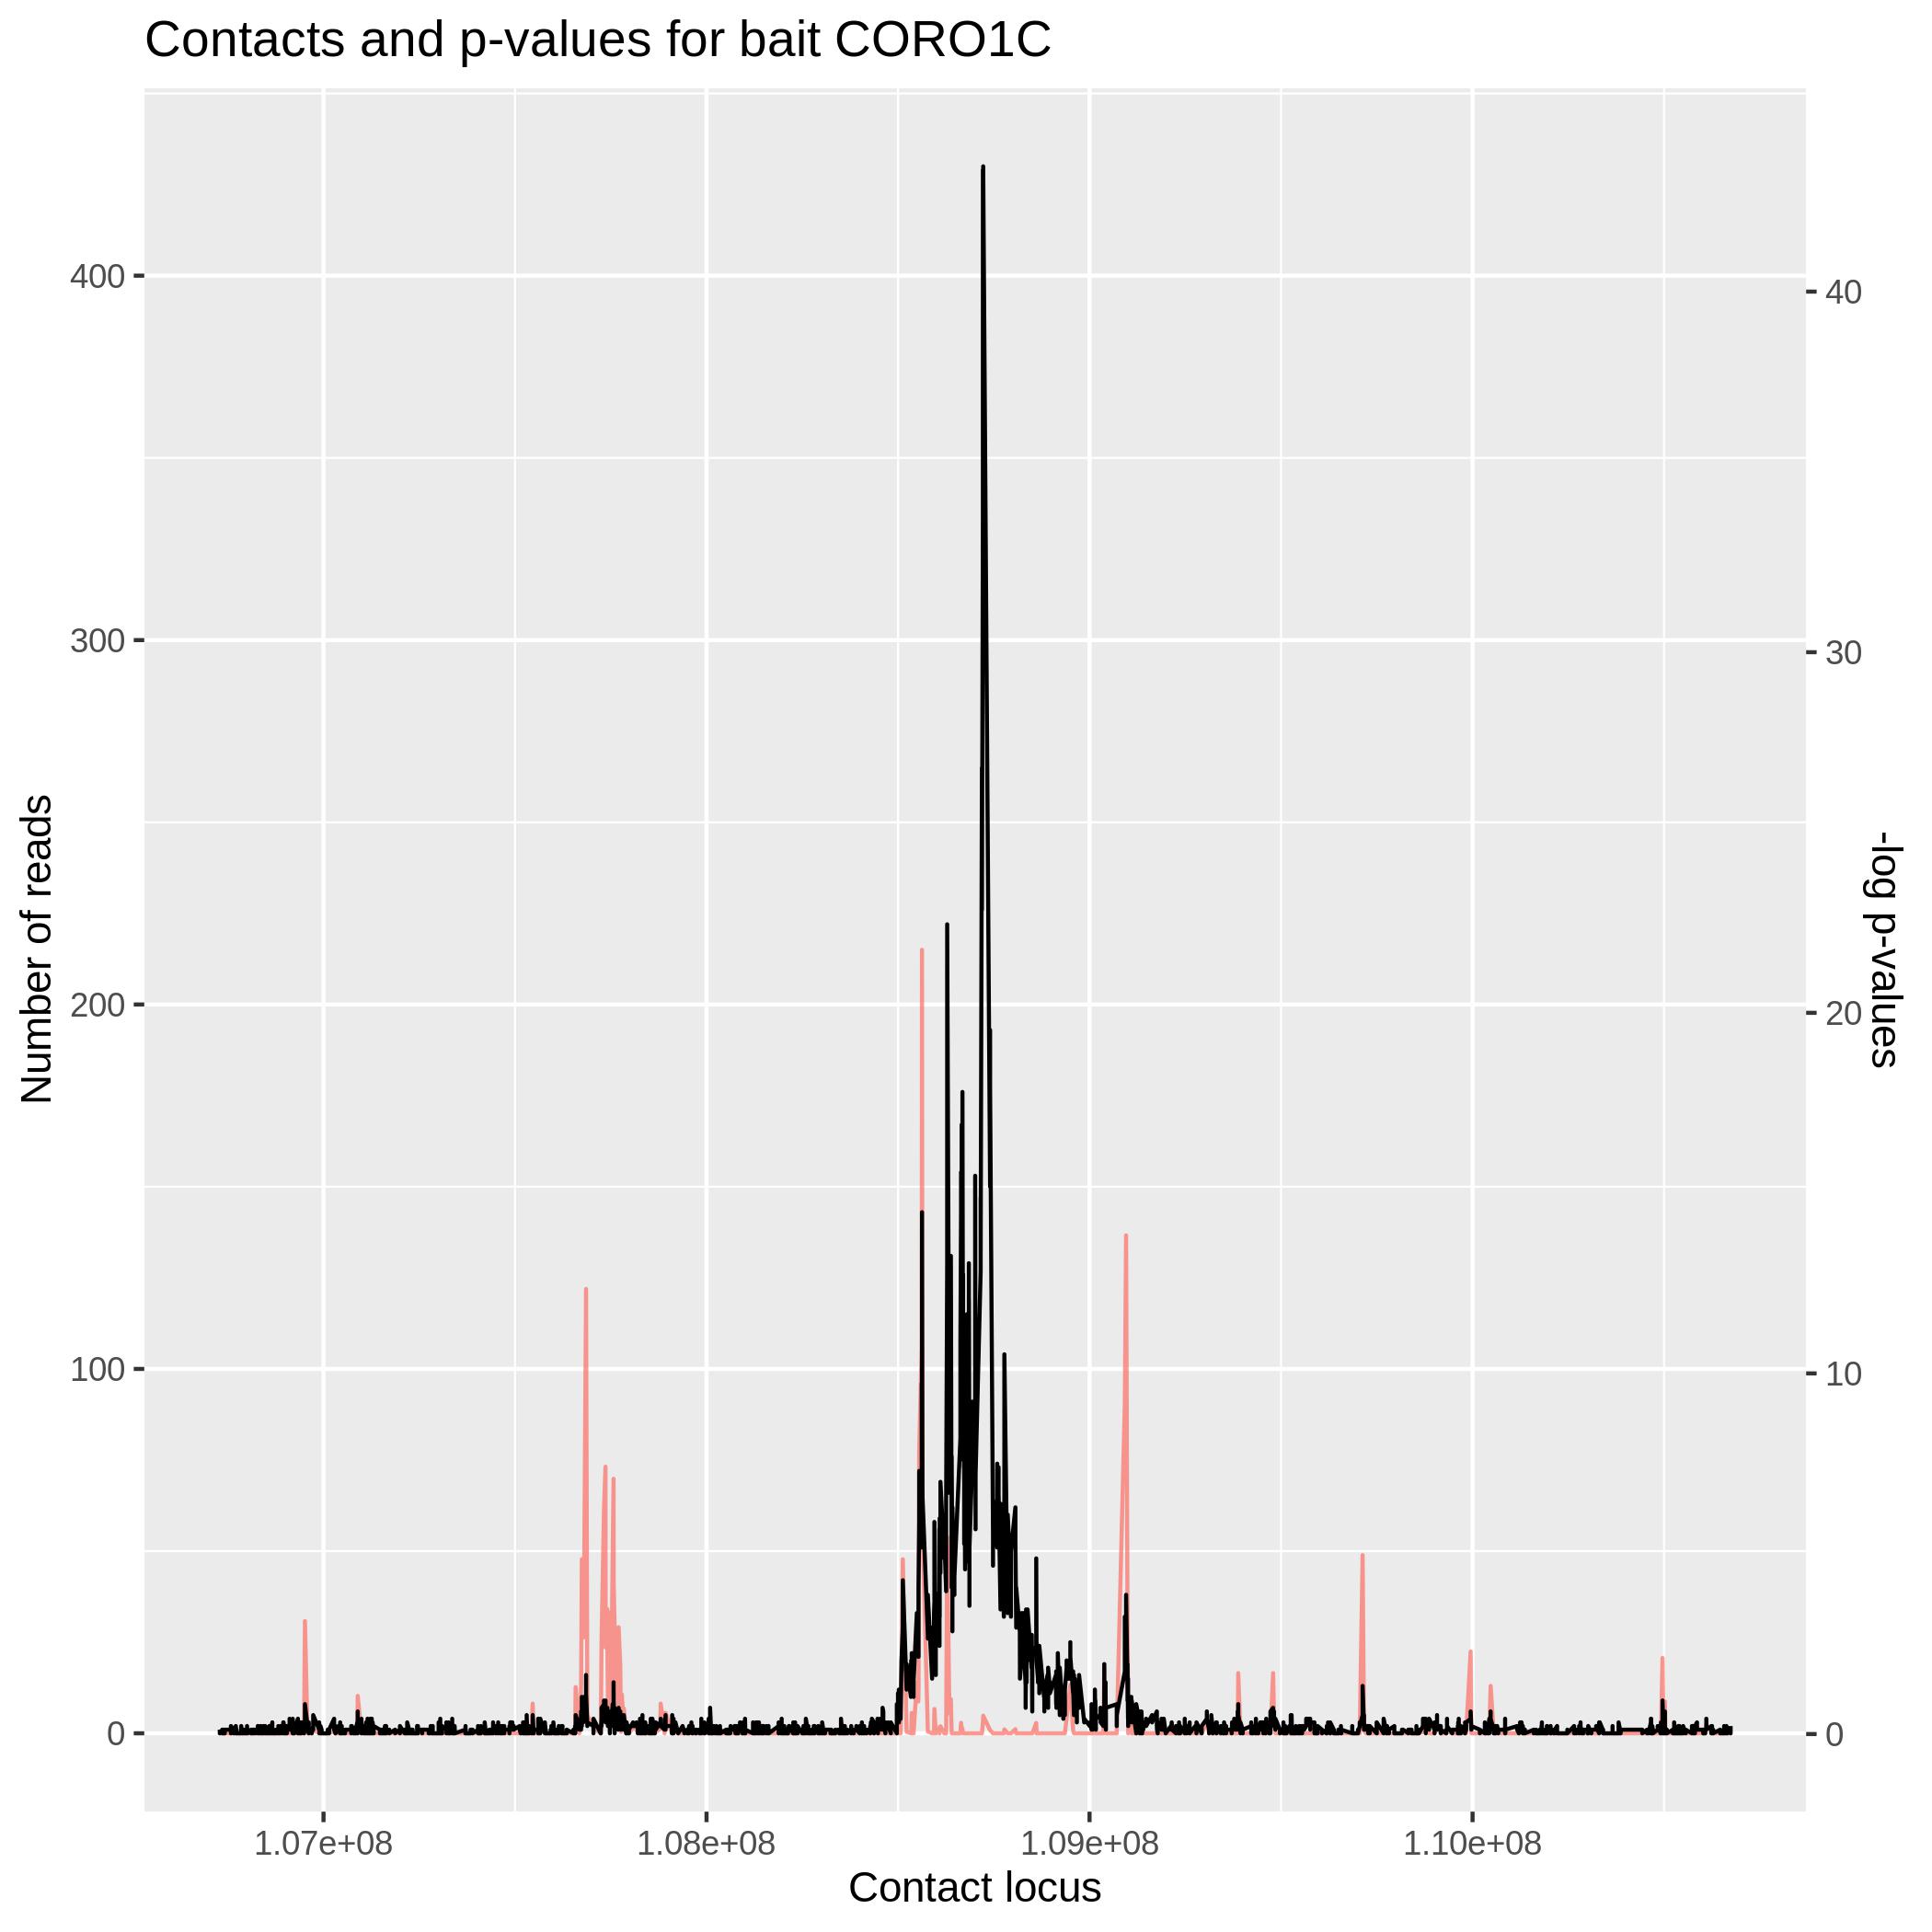 Contacts and p-values for bait CORO1C
Number of reads
400
300
200
100
0
40
30
20
10
0
-log p-values
1.07e+08
1.08e+08
1.09e+08
1.10e+08
Contact locus